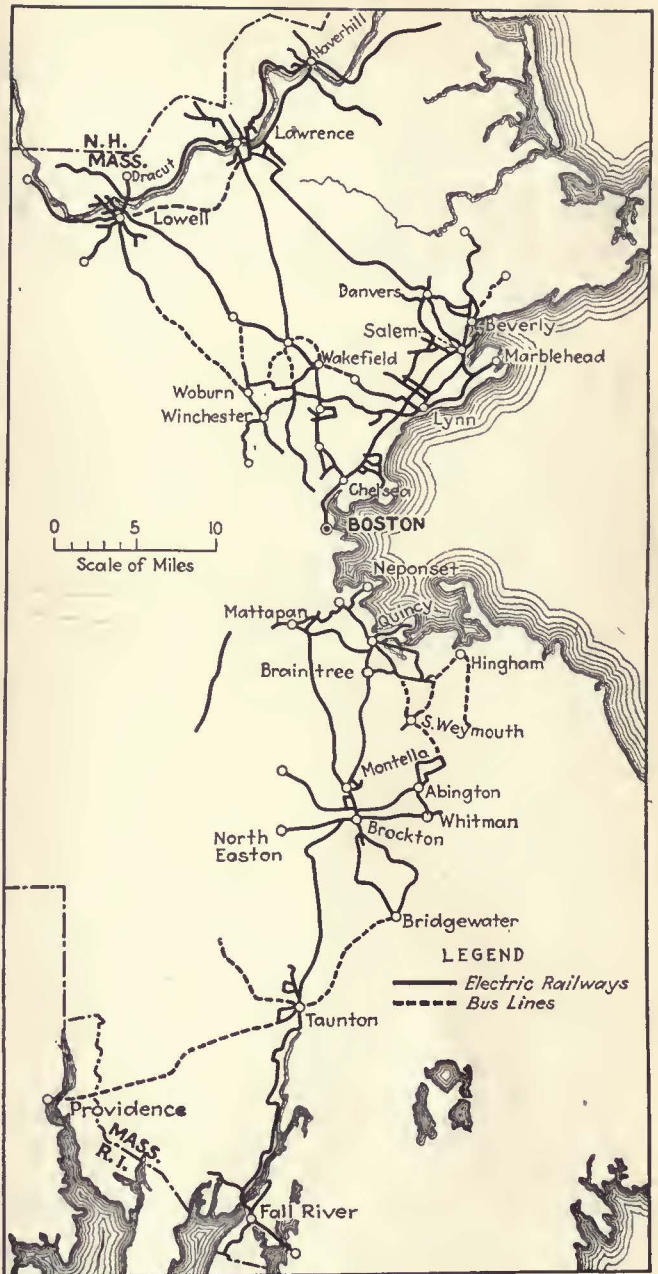 Haverhill
N.H.
Lawrence
MASS.
Dracut
Lowell
Danvers
Salem
Beverly
Wakefield
Marblehead
Woburn
Winchester
Lynn
Chelsea
0 5 10
BOSTON
Scale of Miles
Neponset
Mattapan
Quincy
Braintree
Hingham
S. Weymouth
Montella
Abington
Whitman
North
Easton
Brockton
Bridgewater
LEGEND
Electric Railways
Bus Lines
Taunton
Providence
MASS.
R.I.
Fall River